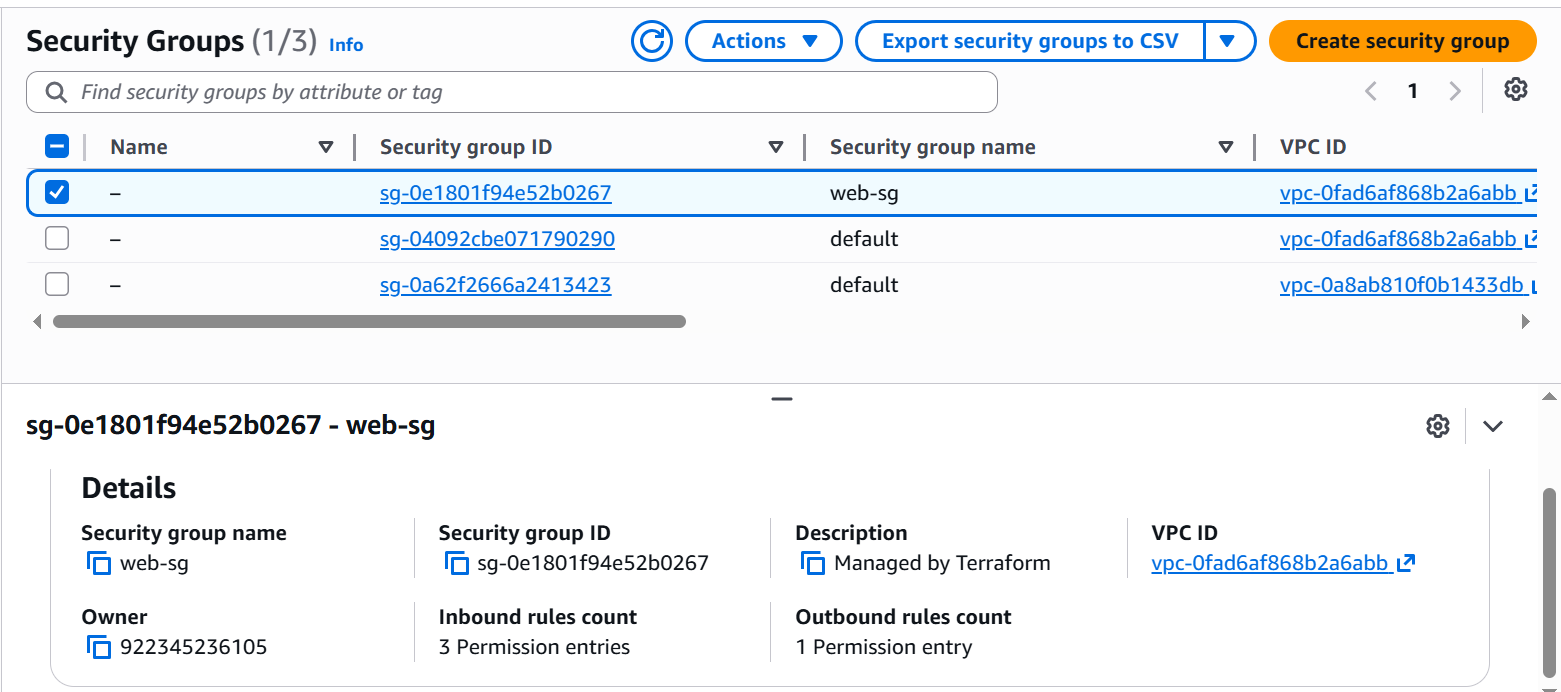 Security Groups (1/3) Info Actions Export security groups to CSV Create security group
Find security groups by attribute or tag 1
Name Security group ID Security group name VPC ID
– sg-0e1801f94e52b0267 web-sg vpc-0fad6af868b2a6abb
– sg-04092cbe071790290 default vpc-0fad6af868b2a6abb
– sg-0a62f2666a2413423 default vpc-0a8ab810f0b1433db
sg-0e1801f94e52b0267 - web-sg
Details
Security group name Security group ID Description VPC ID
web-sg sg-0e1801f94e52b0267 Managed by Terraform vpc-0fad6af868b2a6abb
Owner Inbound rules count Outbound rules count
922345236105 3 Permission entries 1 Permission entry